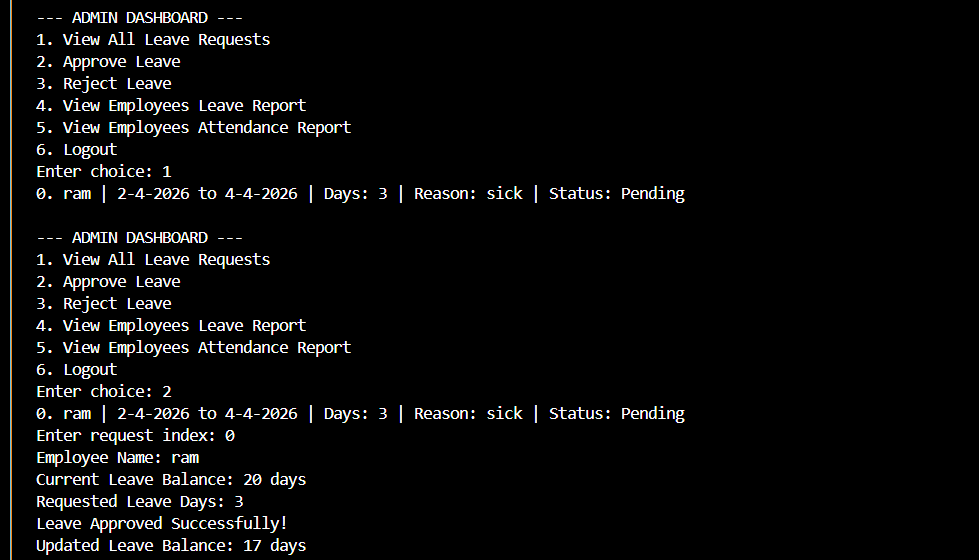 --- ADMIN DASHBOARD ---
1. View All Leave Requests
2. Approve Leave
3. Reject Leave
4. View Employees Leave Report
5. View Employees Attendance Report
6. Logout
Enter choice: 1
0. ram | 2-4-2026 to 4-4-2026 | Days: 3 | Reason: sick | Status: Pending
--- ADMIN DASHBOARD ---
1. View All Leave Requests
2. Approve Leave
3. Reject Leave
4. View Employees Leave Report
5. View Employees Attendance Report
6. Logout
Enter choice: 2
0. ram | 2-4-2026 to 4-4-2026 | Days: 3 | Reason: sick | Status: Pending
Enter request index: 0
Employee Name: ram
Current Leave Balance: 20 days
Requested Leave Days: 3
Leave Approved Successfully!
Updated Leave Balance: 17 days